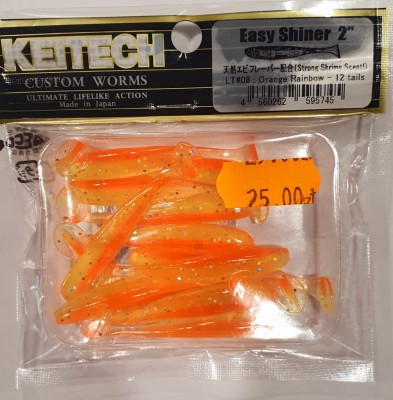 KEITECH
CUSTOM WORMS
ULTIMATE LIFELIKE ACTION
Made in Japan
Easy Shiner 2"
天然エビフレーバー配合(Strong Shrimp Scent!)
LT#08 : Orange Rainbow - 12 tails
4 560262 595745
25.00zł